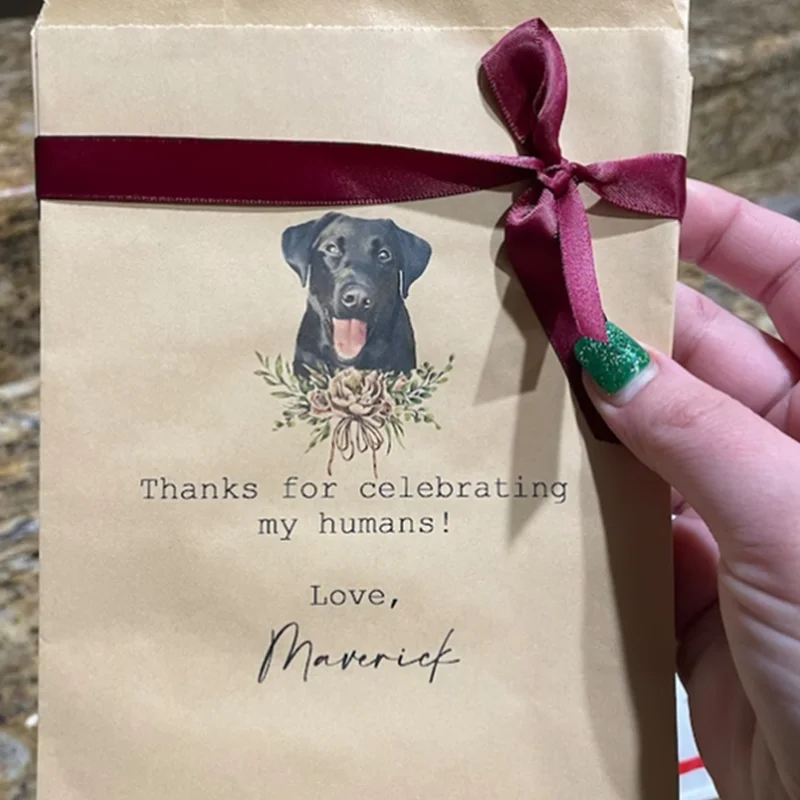 Thanks for celebrating
my humans!
Love,
Maverick